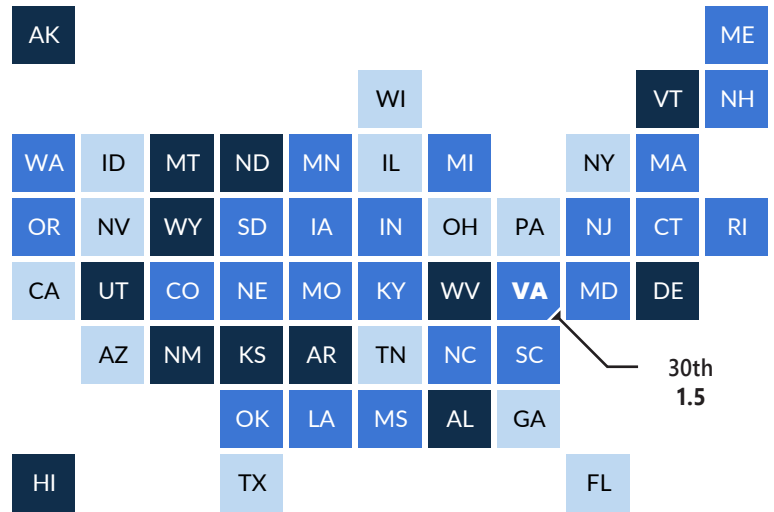 AK ME
WI VT NH
WA ID MT ND MN IL MI NY MA
OR NV WY SD IA IN OH PA NJ CT RI
CA UT CO NE MO KY WV VA MD DE
AZ NM KS AR TN NC SC
30th
1.5
OK LA MS AL GA
HI TX FL